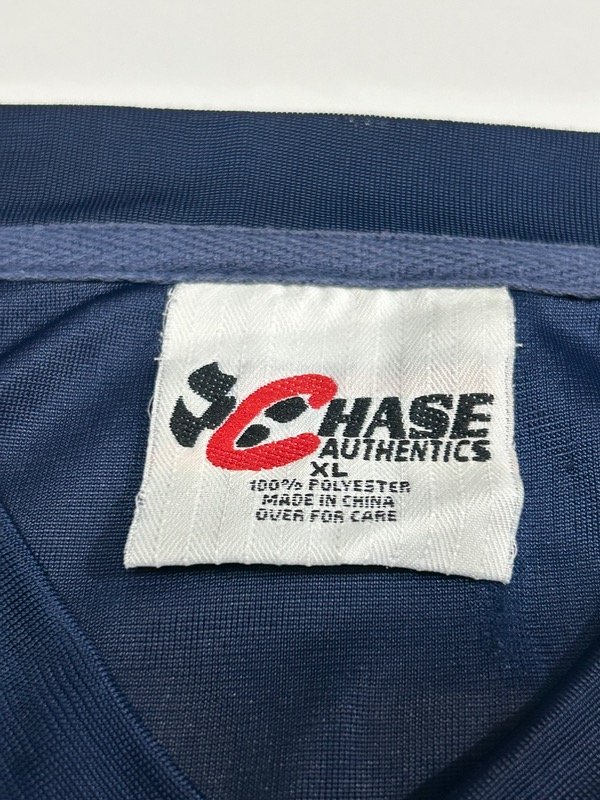 CHASE
AUTHENTICS
XL
100% POLYESTER
MADE IN CHINA
OVER FOR CARE